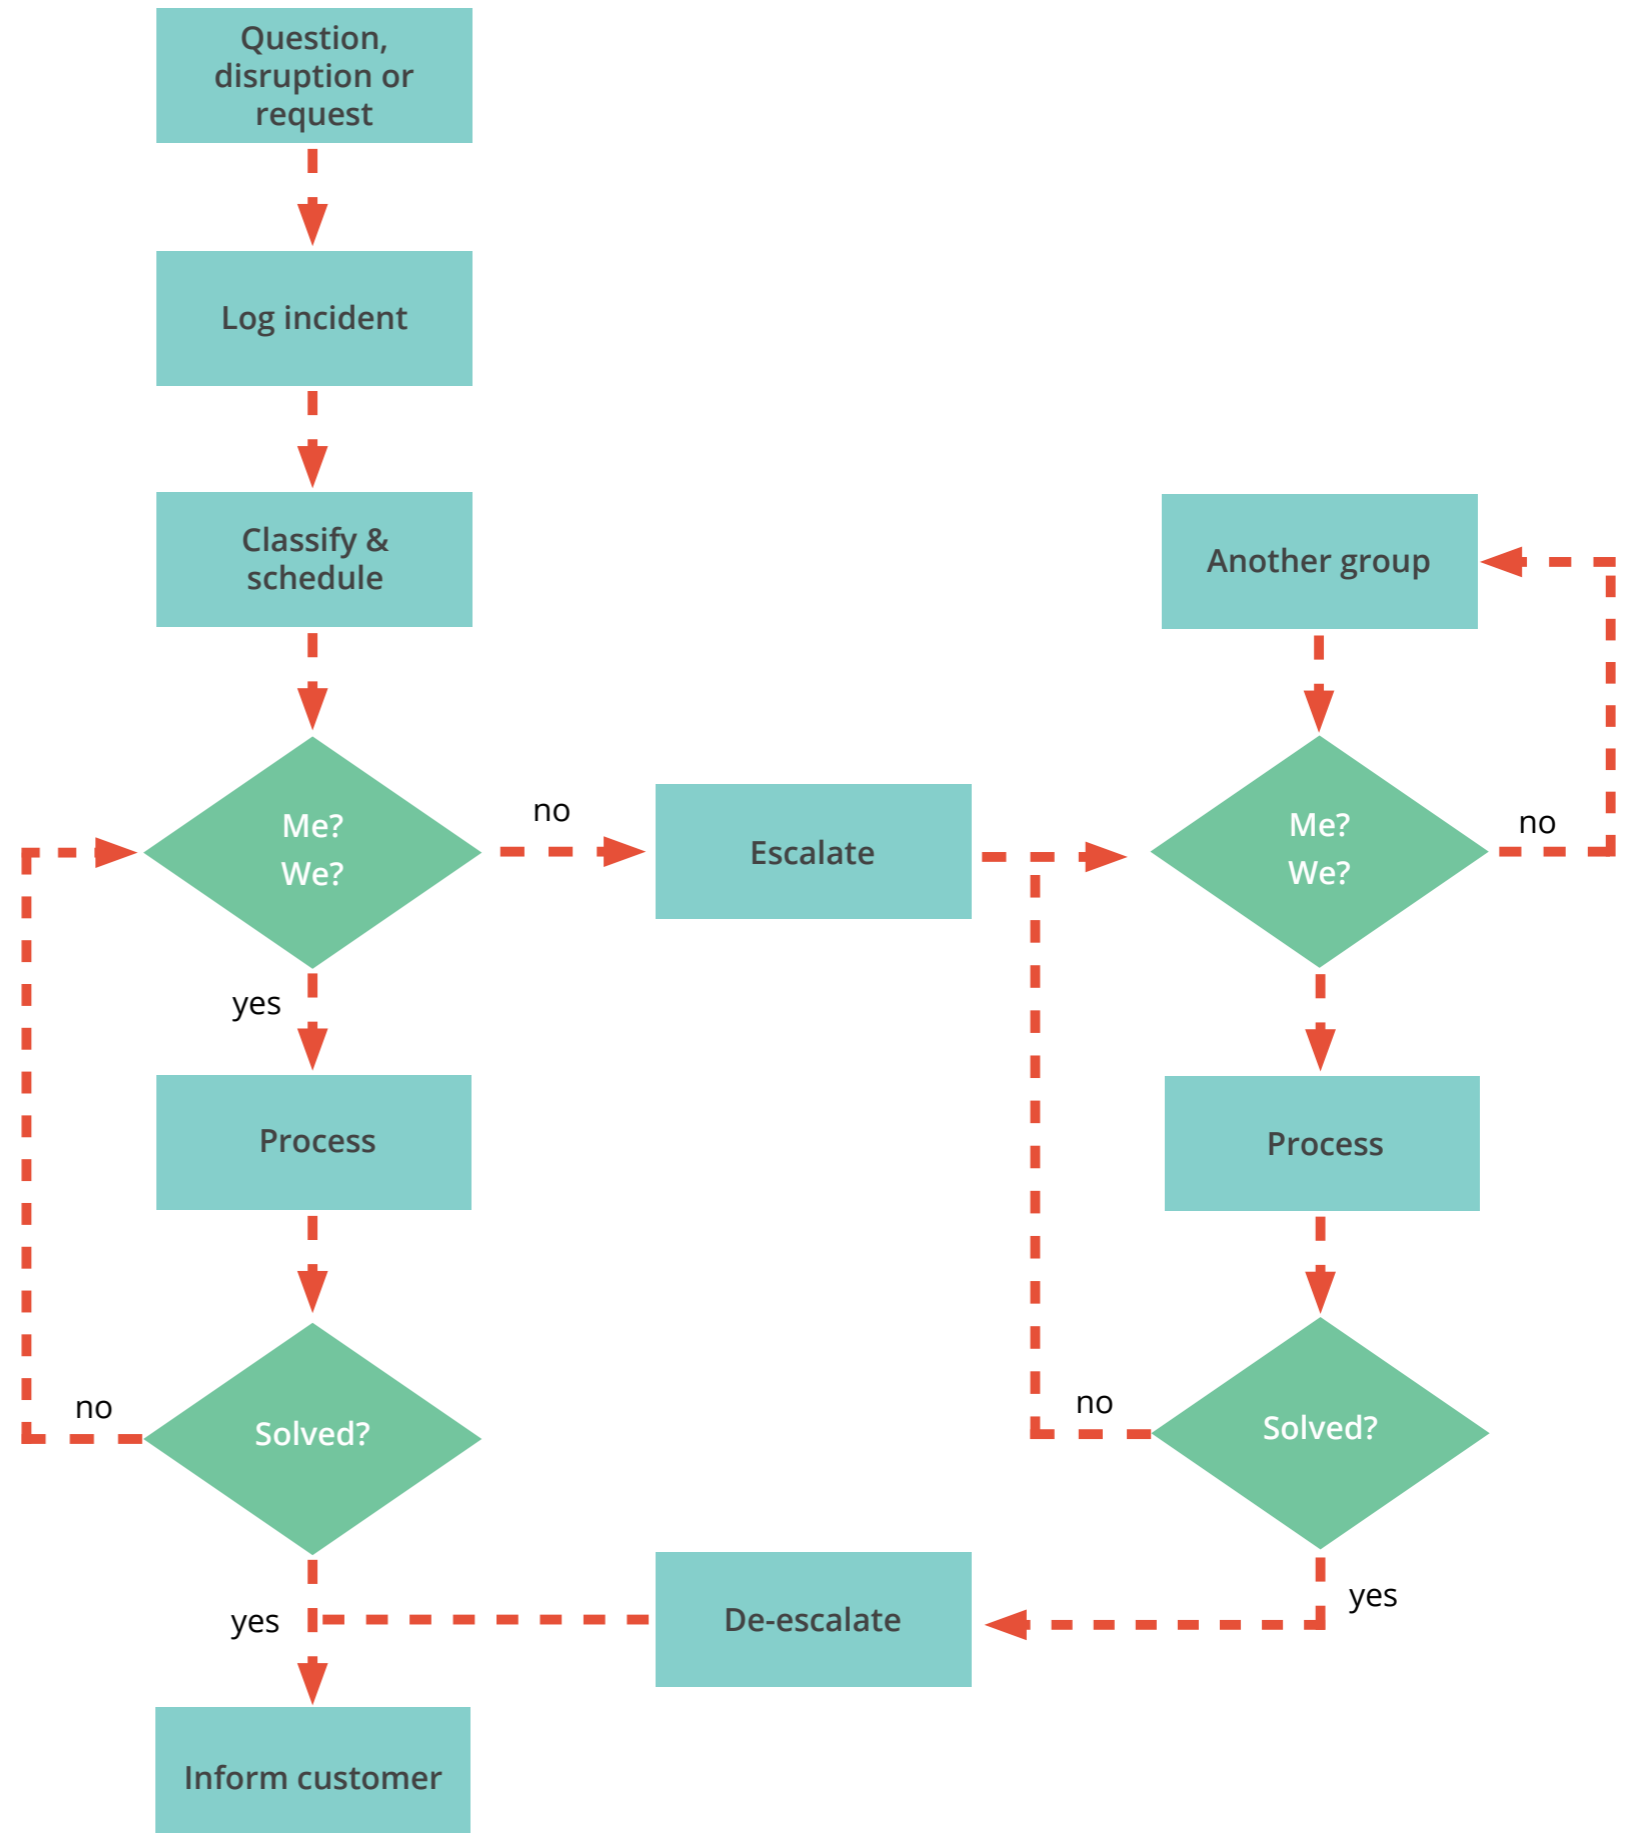 Question,
disruption or
request
Log incident
Classify &
schedule
Another group
Me?
We?
no
Escalate
Me?
We?
no
yes
Process
Process
no
Solved?
no
Solved?
yes
De-escalate
yes
Inform customer